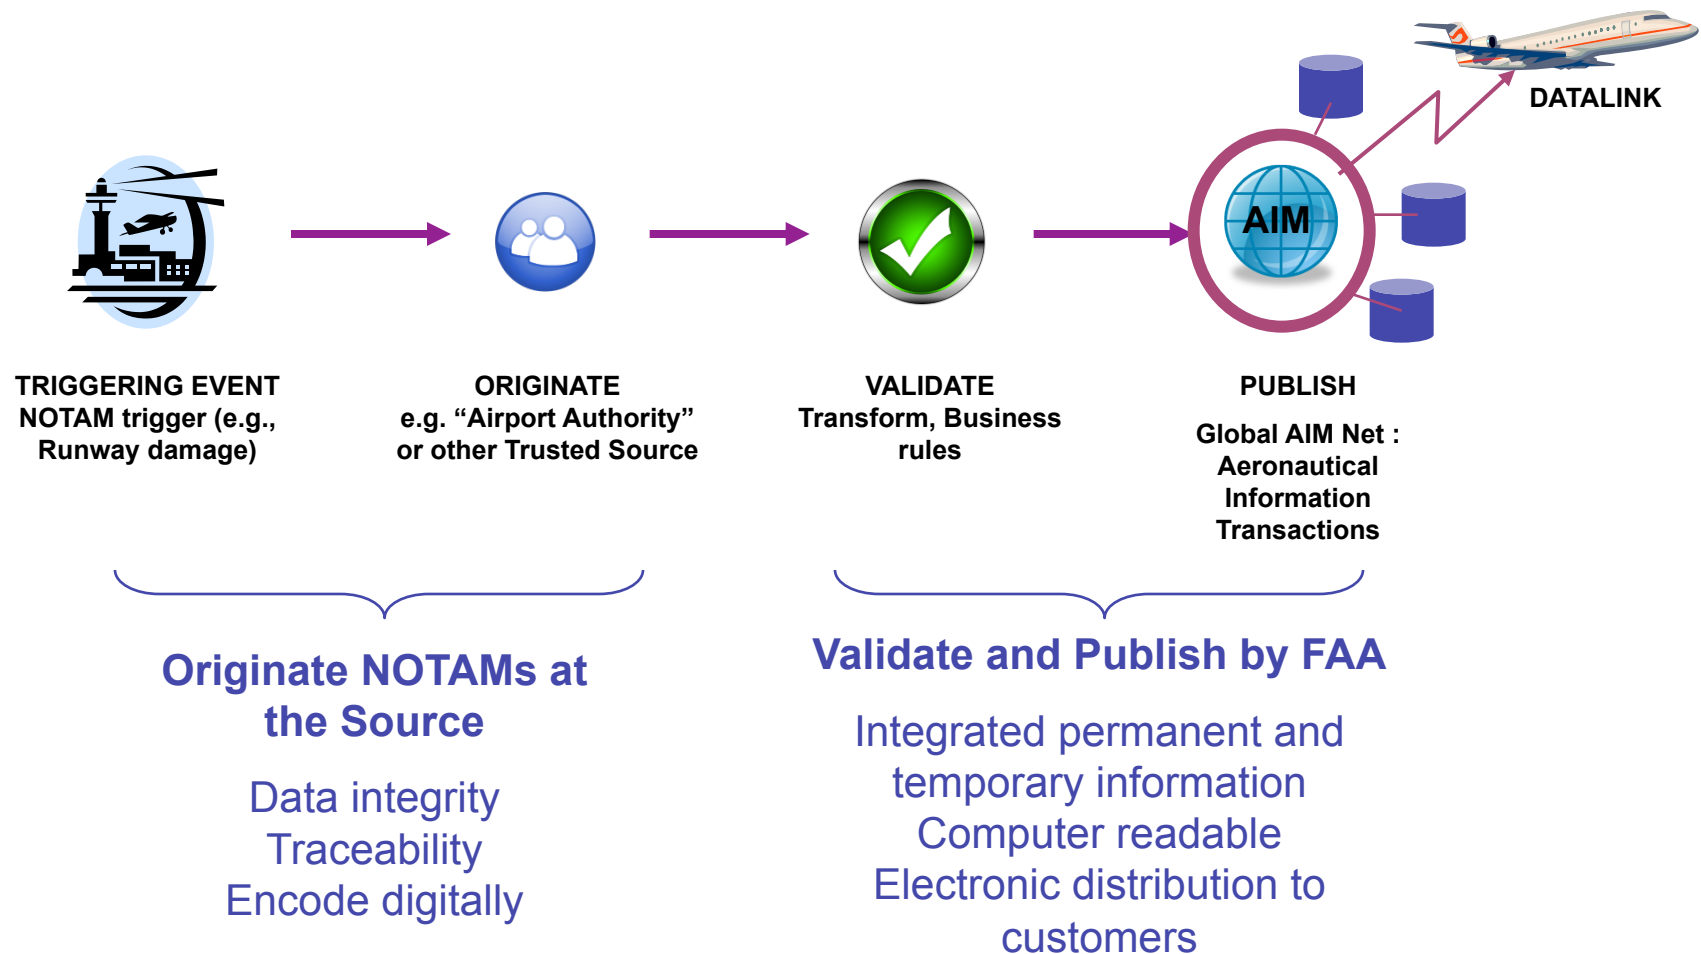 DATALINK
AIM
TRIGGERING EVENT
NOTAM trigger (e.g.,
Runway damage)
ORIGINATE
e.g. “Airport Authority”
or other Trusted Source
VALIDATE
Transform, Business
rules
PUBLISH
Global AIM Net :
Aeronautical
Information
Transactions
Originate NOTAMs at
the Source
Data integrity
Traceability
Encode digitally
Validate and Publish by FAA
Integrated permanent and
temporary information
Computer readable
Electronic distribution to
customers